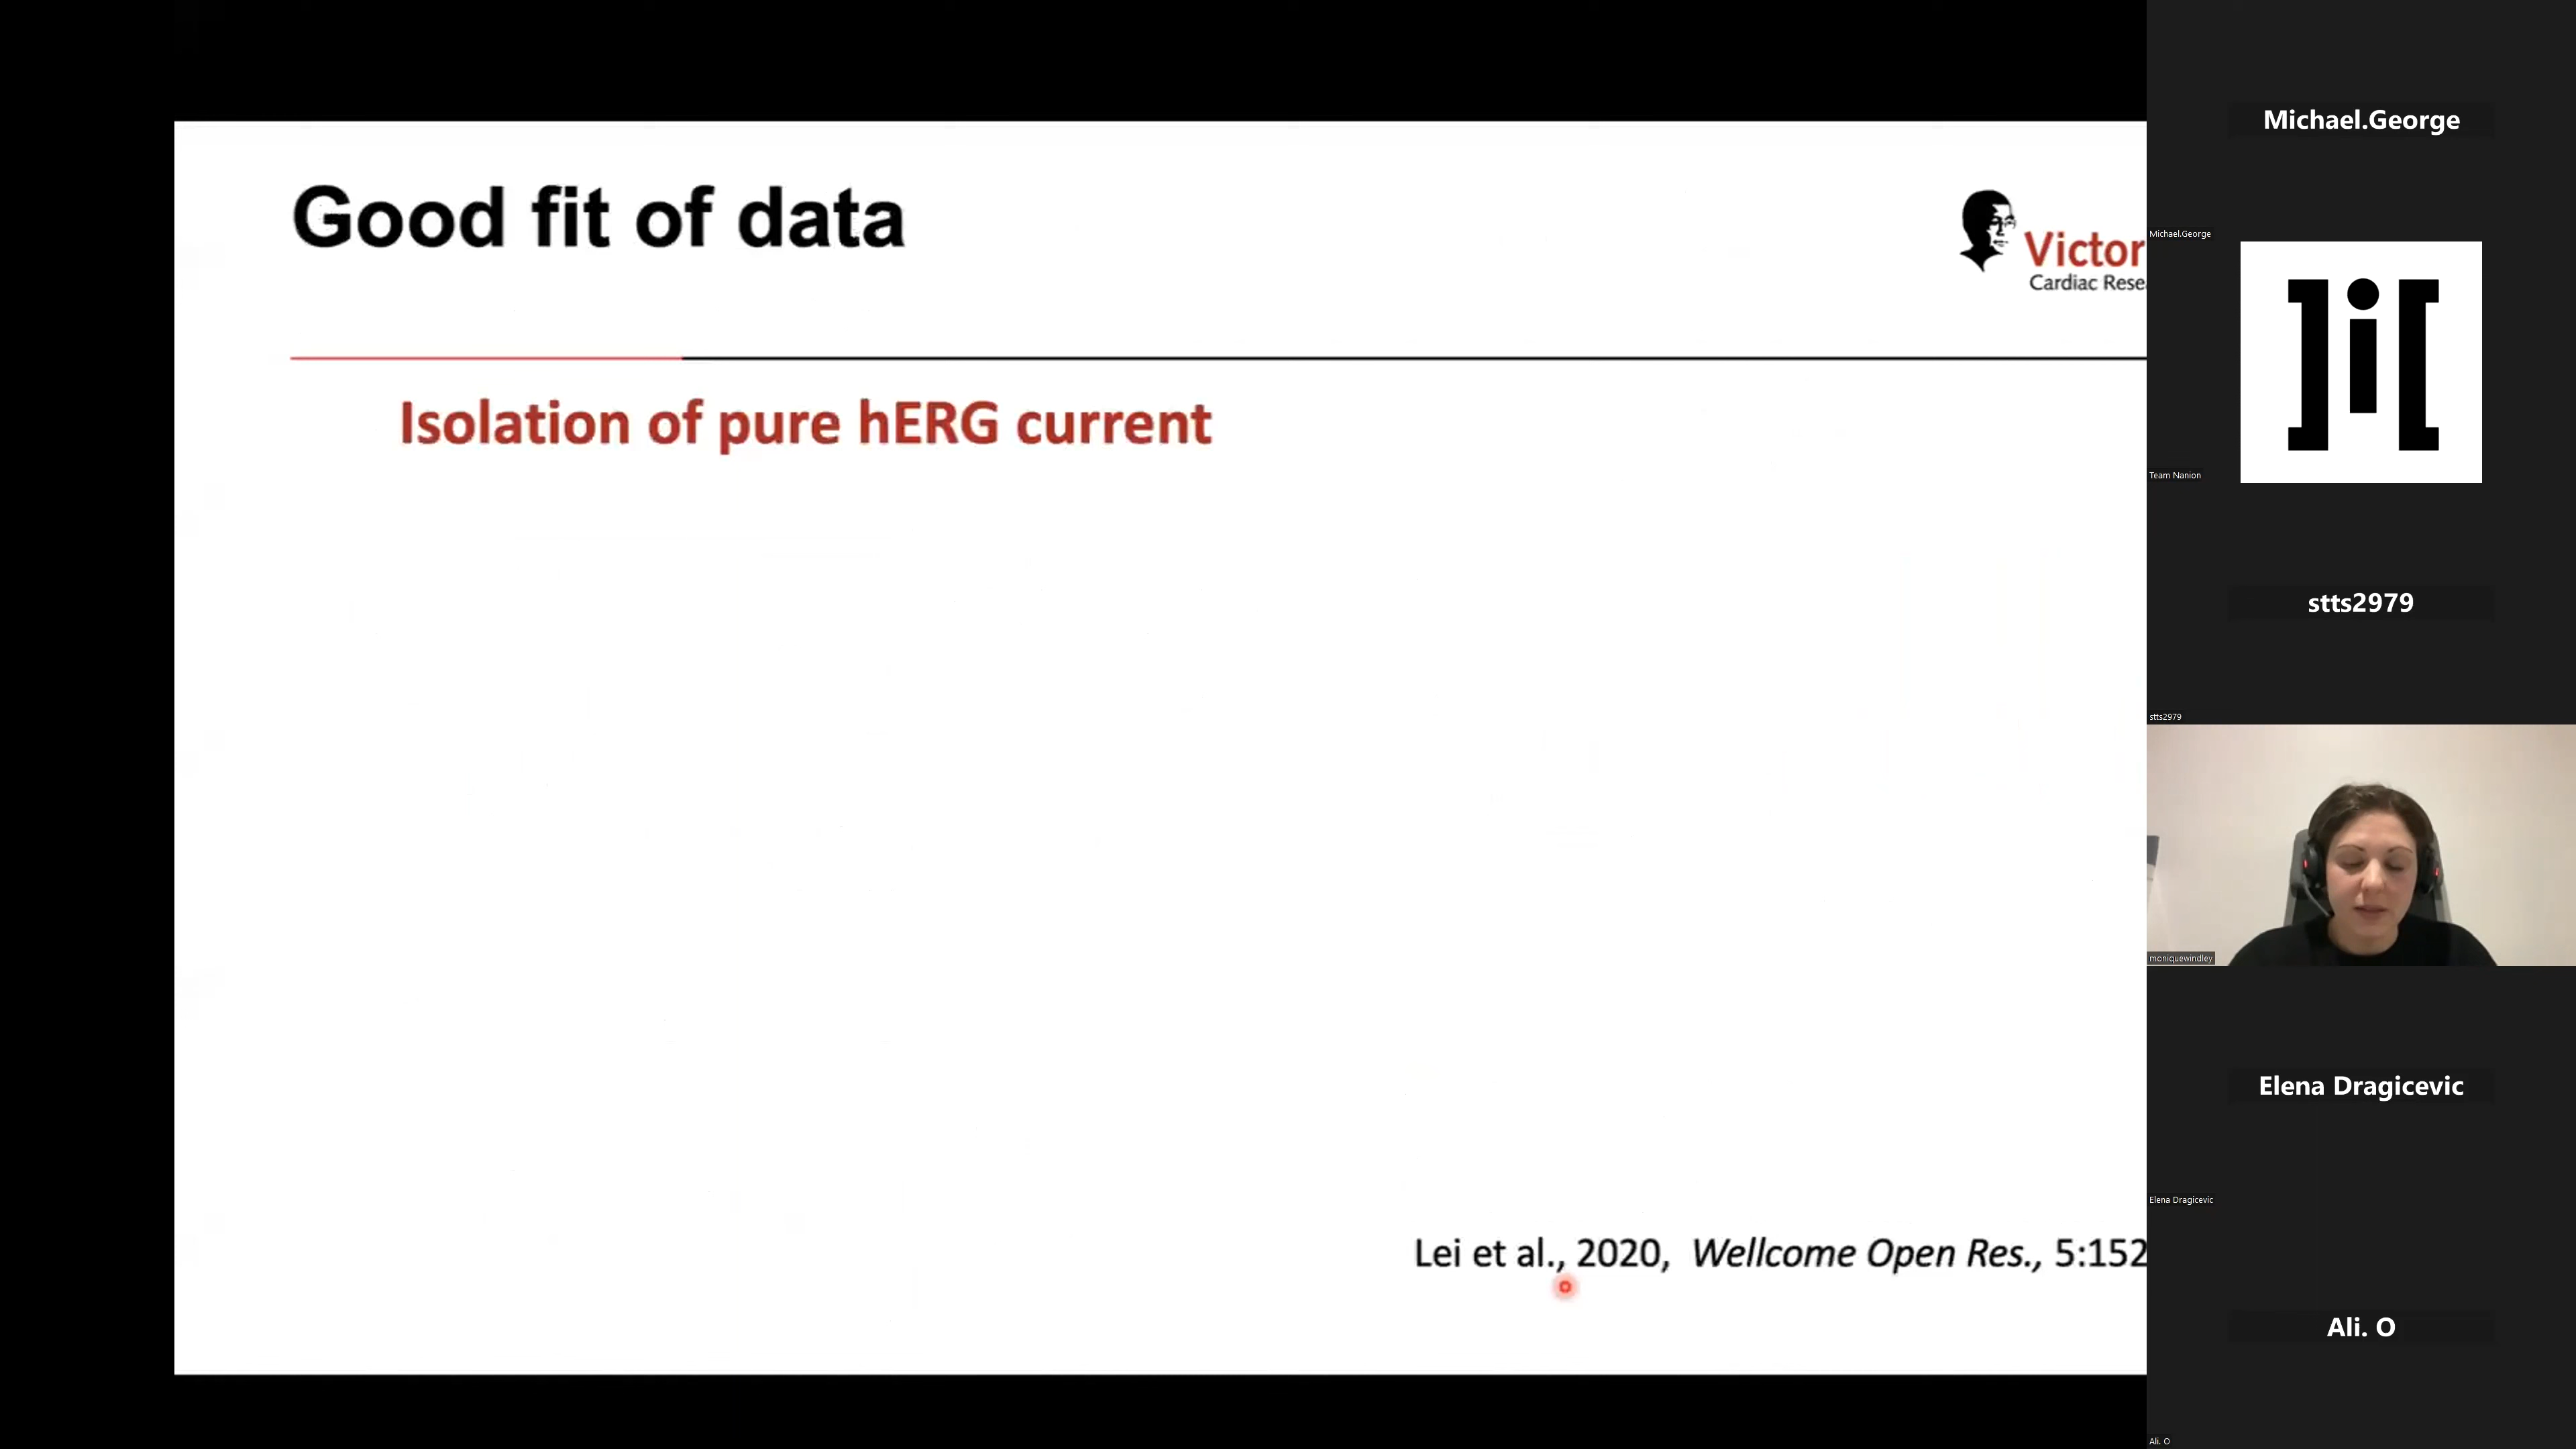 Good fit of data
Victor
Cardiac Rese
Isolation of pure hERG current
Lei et al., 2020, Wellcome Open Res., 5:152
Michael.George
Michael.George
]i[
Team Nanion
stts2979
stts2979
moniquewindley
Elena Dragicevic
Elena Dragicevic
Ali. O
Ali. O